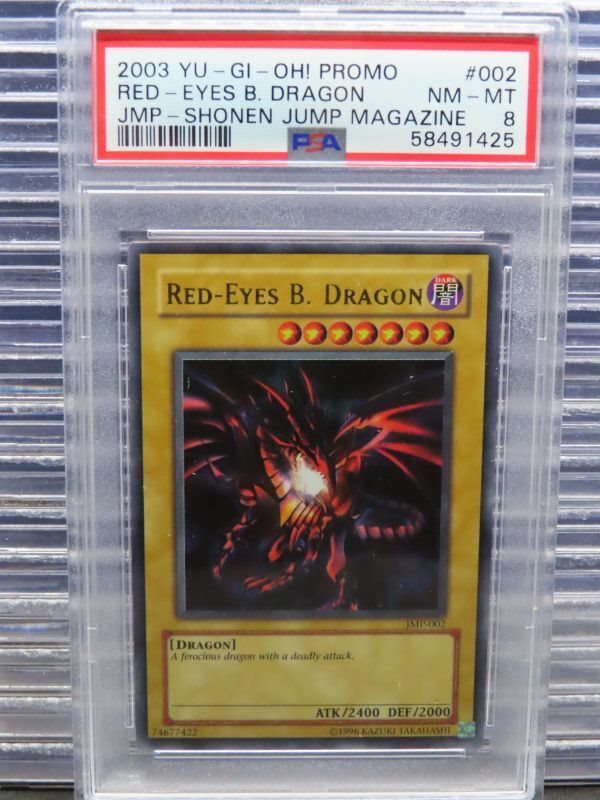 2003 YU-GI-OH! PROMO #002
RED-EYES B. DRAGON NM-MT
JMP-SHONEN JUMP MAGAZINE 8
PSA 58491425
RED-EYES B. DRAGON DARK 闇
JMP-002
[DRAGON]
A ferocious dragon with a deadly attack.
ATK/2400 DEF/2000
74677422 ©1996 KAZUKI TAKAHASHI